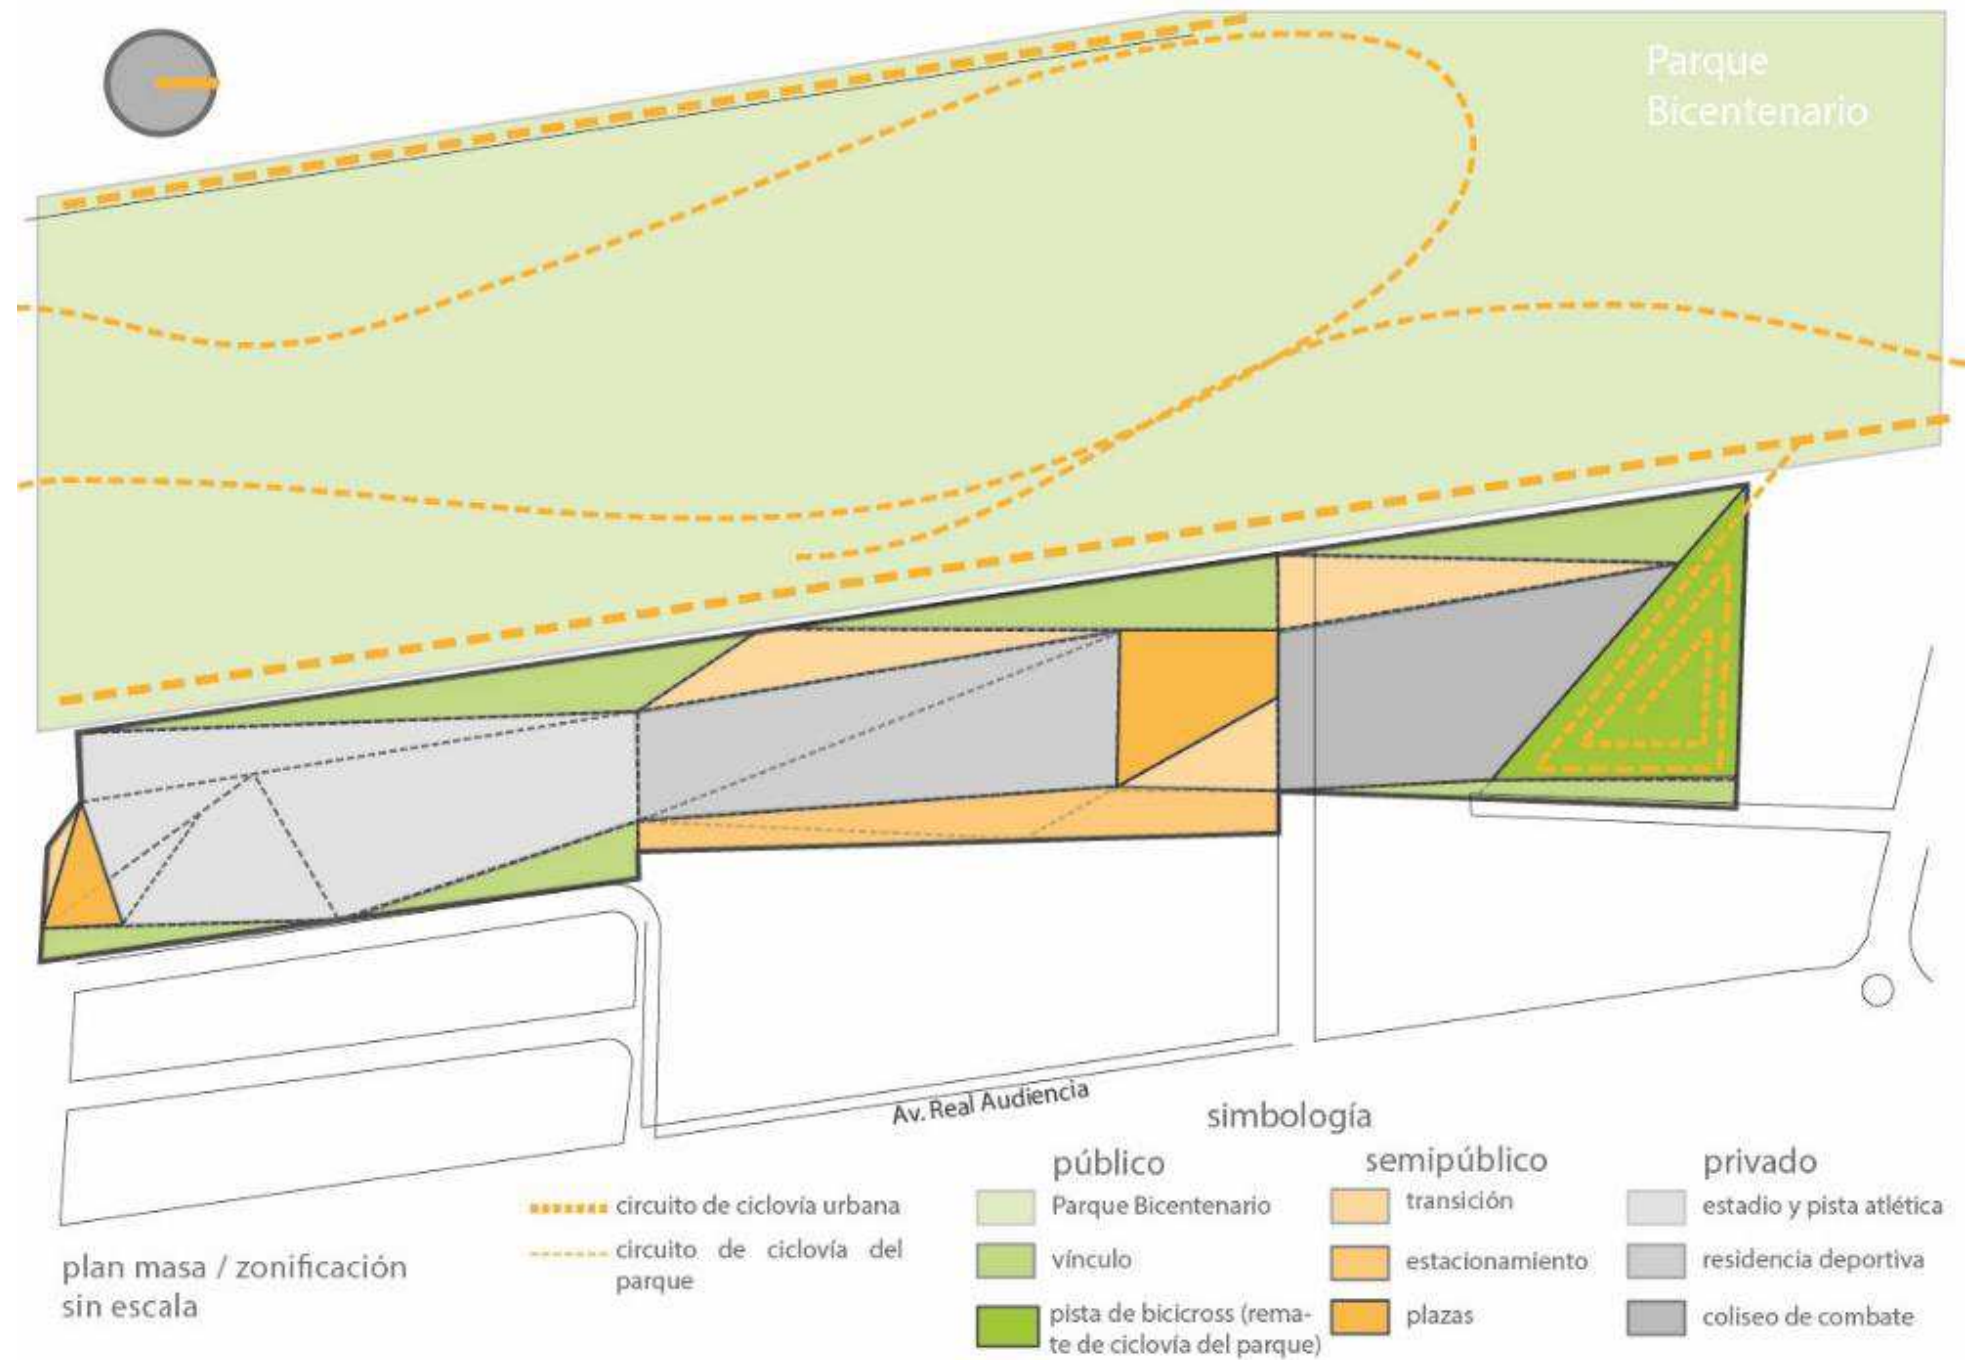 Parque
Bicentenario
Av. Real Audiencia
simbología
público
semipúblico
privado
circuito de ciclovía urbana
circuito de ciclovía del
parque
Parque Bicentenario
vínculo
pista de bicicross (rema-
te de ciclovía del parque)
transición
estacionamiento
plazas
estadio y pista atlética
residencia deportiva
coliseo de combate
plan masa / zonificación
sin escala